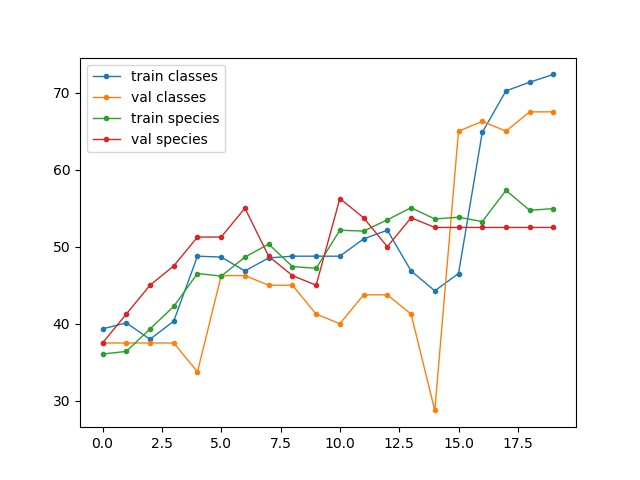 train classes
val classes
train species
val species
70
60
50
40
30
0.0 2.5 5.0 7.5 10.0 12.5 15.0 17.5